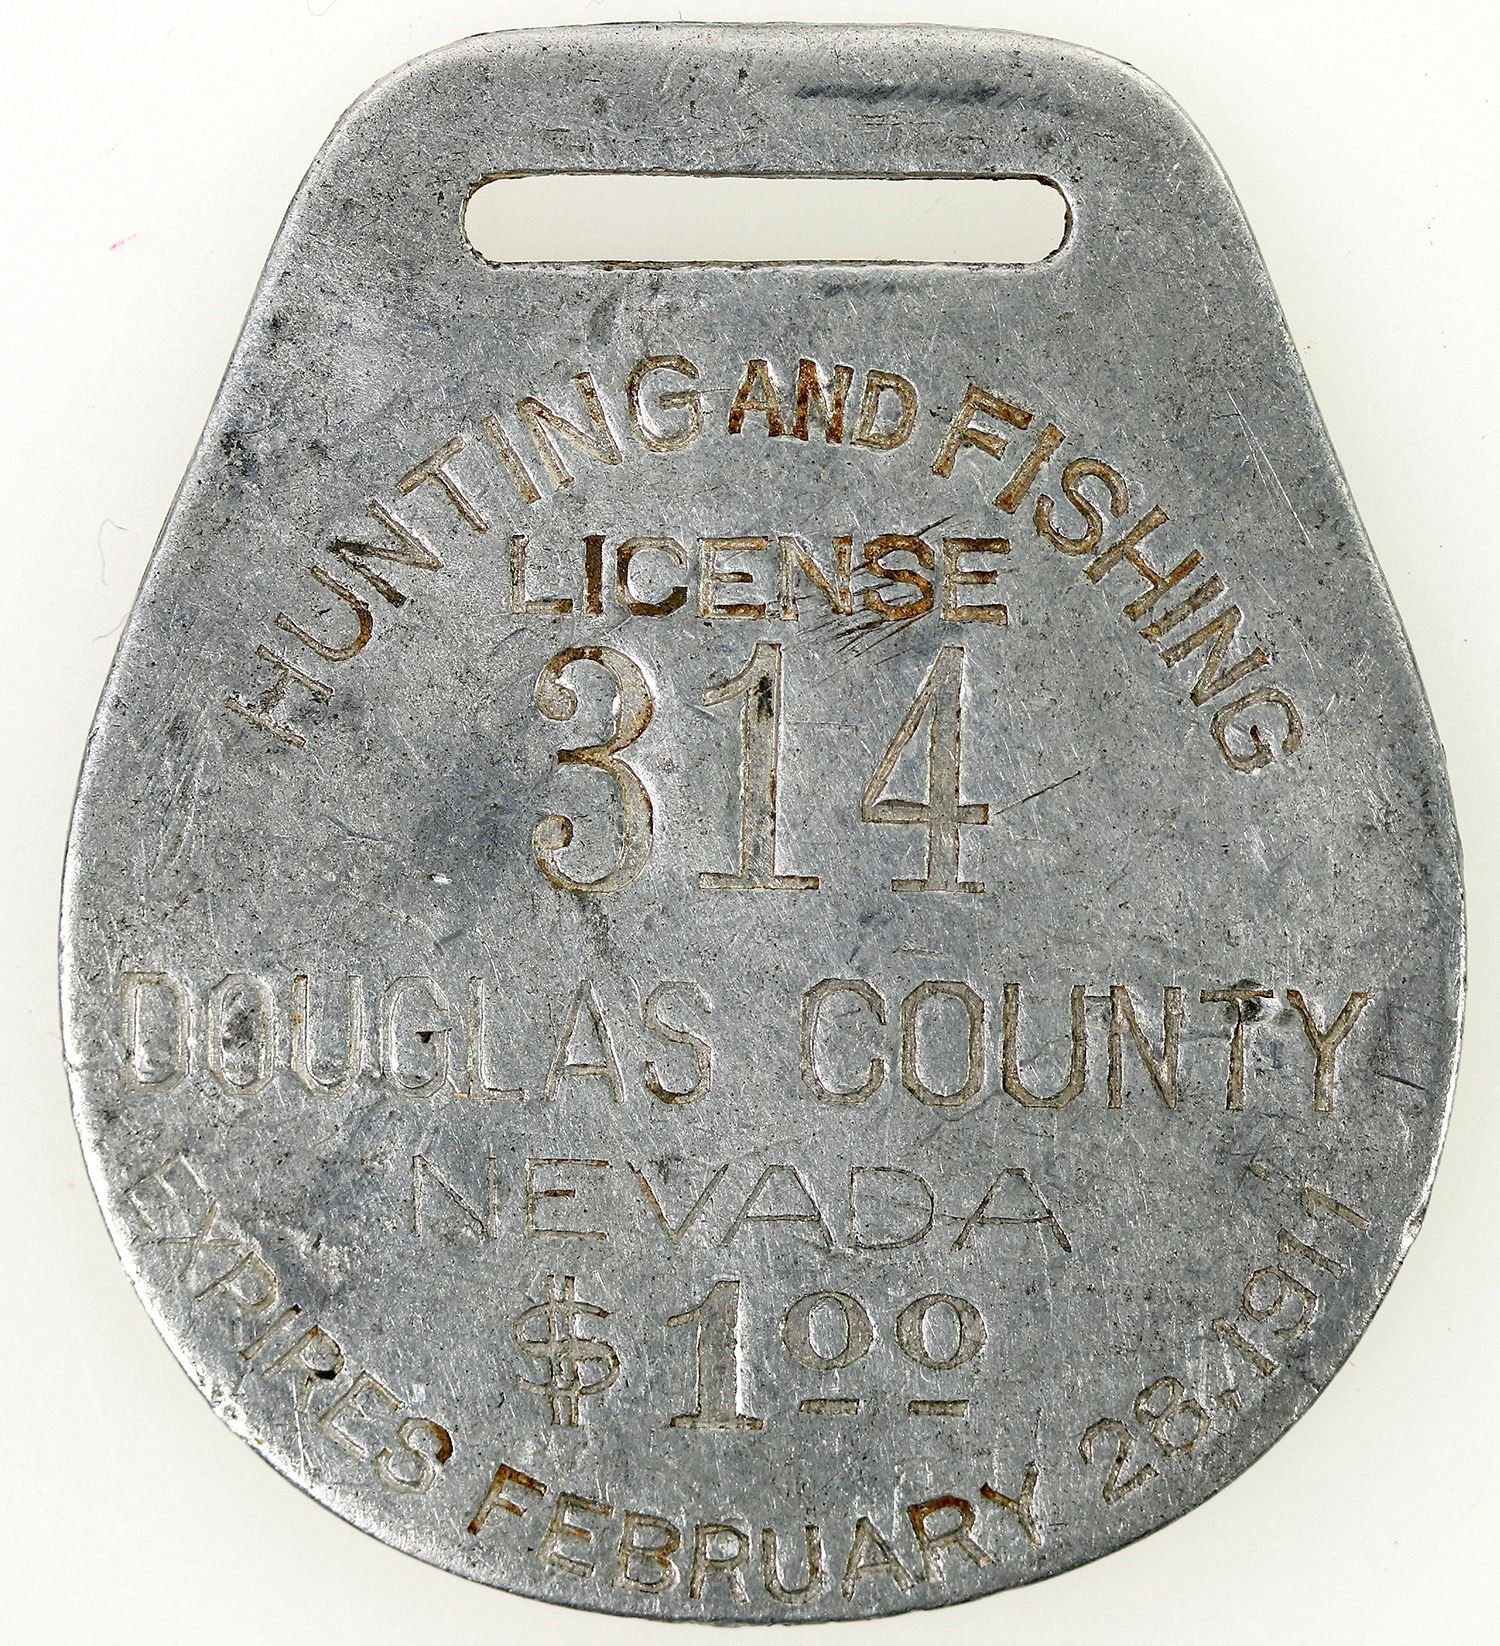 HUNTING AND FISHING
LICENSE
314
DOUGLAS COUNTY
NEVADA
$1.00
EXPIRES FEBRUARY 28, 1911